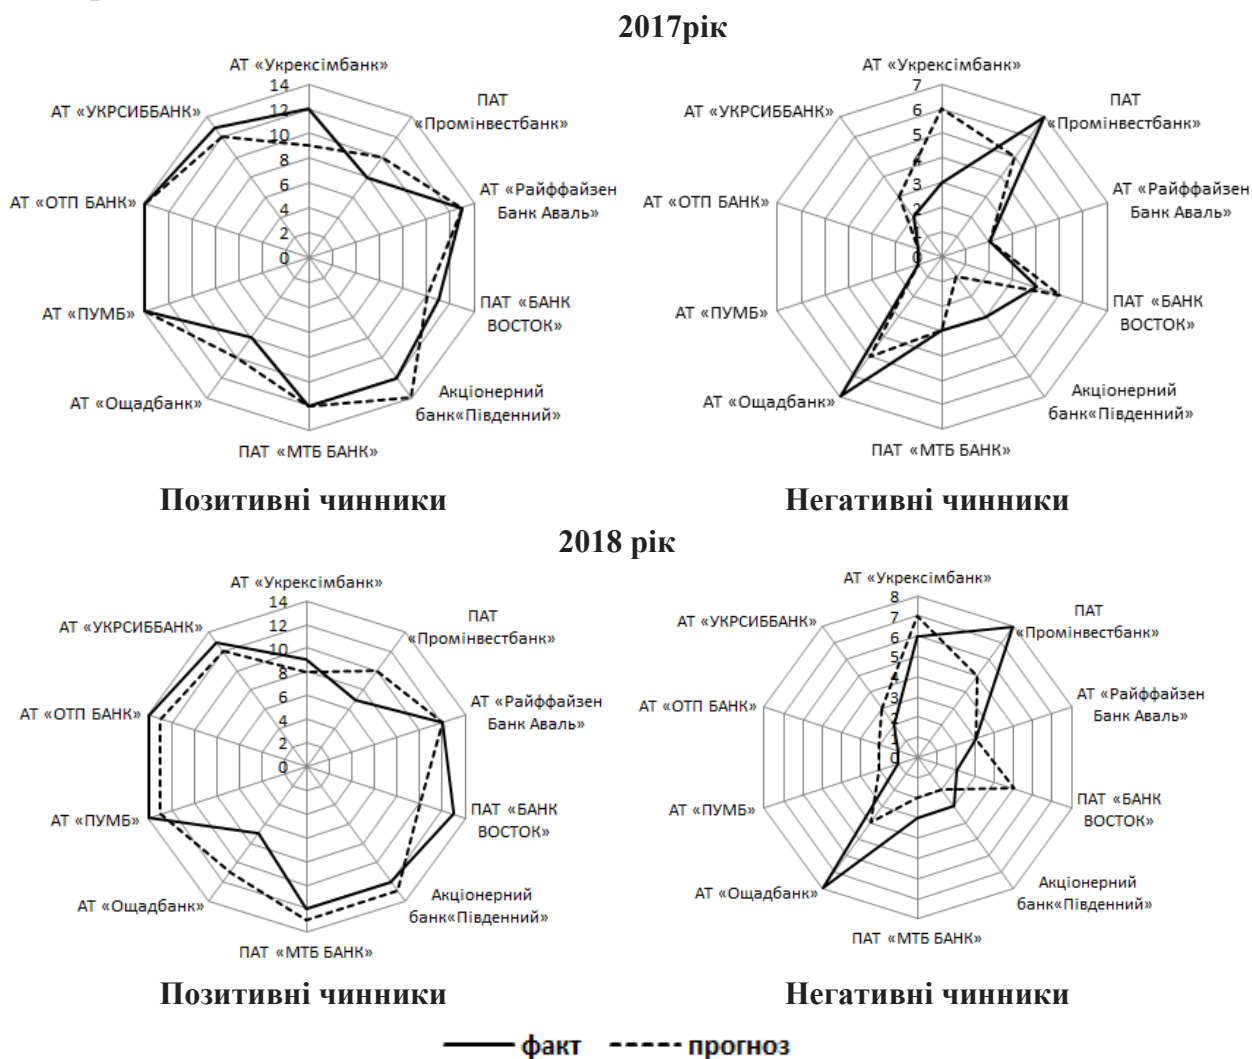 2017рік
АТ «Укрексімбанк»
14
12
10
8
6
4
2
0
ПАТ
«Промінвестбанк»
АТ «Райффайзен
Банк Аваль»
ПАТ «БАНК
ВОСТОК»
Акціонерний
банк«Південний»
ПАТ «МТБ БАНК»
АТ «Ощадбанк»
АТ «ПУМБ»
АТ «ОТП БАНК»
АТ «УКРСИББАНК»
Позитивні чинники
АТ «Укрексімбанк»
7
6
5
4
3
2
1
0
ПАТ
«Промінвестбанк»
АТ «Райффайзен
Банк Аваль»
ПАТ «БАНК
ВОСТОК»
Акціонерний
банк«Південний»
ПАТ «МТБ БАНК»
АТ «Ощадбанк»
АТ «ПУМБ»
АТ «ОТП БАНК»
АТ «УКРСИББАНК»
Негативні чинники
2018 рік
АТ «Укрексімбанк»
14
12
10
8
6
4
2
0
ПАТ
«Промінвестбанк»
АТ «Райффайзен
Банк Аваль»
ПАТ «БАНК
ВОСТОК»
Акціонерний
банк«Південний»
ПАТ «МТБ БАНК»
АТ «Ощадбанк»
АТ «ПУМБ»
АТ «ОТП БАНК»
АТ «УКРСИББАНК»
Позитивні чинники
АТ «Укрексімбанк»
8
7
6
5
4
3
2
1
0
ПАТ
«Промінвестбанк»
АТ «Райффайзен
Банк Аваль»
ПАТ «БАНК
ВОСТОК»
Акціонерний
банк«Південний»
ПАТ «МТБ БАНК»
АТ «Ощадбанк»
АТ «ПУМБ»
АТ «ОТП БАНК»
АТ «УКРСИББАНК»
Негативні чинники
факт
прогноз